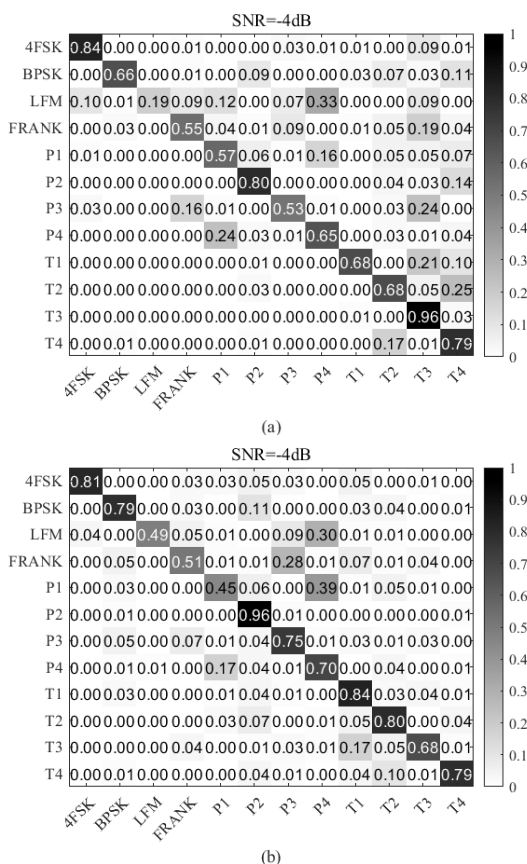 SNR=-4dB
4FSK 0.84 0.00 0.00 0.01 0.00 0.00 0.03 0.01 0.01 0.00 0.09 0.01 1
BPSK 0.00 0.66 0.00 0.01 0.00 0.09 0.00 0.00 0.03 0.07 0.03 0.11 0.9
LFM 0.10 0.01 0.19 0.09 0.12 0.00 0.07 0.33 0.00 0.00 0.09 0.00 0.8
FRANK 0.00 0.03 0.00 0.55 0.04 0.01 0.09 0.00 0.01 0.05 0.19 0.04 0.7
P1 0.01 0.00 0.00 0.00 0.57 0.06 0.01 0.16 0.00 0.05 0.05 0.07 0.6
P2 0.00 0.00 0.00 0.00 0.00 0.80 0.00 0.00 0.00 0.04 0.03 0.14 0.5
P3 0.03 0.00 0.00 0.16 0.01 0.00 0.53 0.04 0.00 0.00 0.24 0.00 0.4
P4 0.00 0.00 0.00 0.00 0.24 0.03 0.01 0.65 0.00 0.03 0.01 0.04 0.3
T1 0.00 0.00 0.00 0.00 0.00 0.01 0.00 0.00 0.68 0.00 0.21 0.10 0.2
T2 0.00 0.00 0.00 0.00 0.00 0.03 0.00 0.00 0.00 0.68 0.05 0.25 0.1
T3 0.00 0.00 0.00 0.00 0.00 0.00 0.00 0.00 0.01 0.00 0.96 0.03
T4 0.00 0.01 0.00 0.00 0.00 0.01 0.00 0.00 0.00 0.17 0.01 0.79 0
4FSK BPSK LFM FRANK P1 P2 P3 P4 T1 T2 T3 T4
(a)
SNR=-4dB
4FSK 0.81 0.00 0.00 0.03 0.03 0.05 0.03 0.00 0.05 0.00 0.01 0.00 1
BPSK 0.00 0.79 0.00 0.03 0.00 0.11 0.00 0.00 0.03 0.04 0.00 0.01 0.9
LFM 0.04 0.00 0.49 0.05 0.01 0.00 0.09 0.30 0.01 0.01 0.00 0.00 0.8
FRANK 0.00 0.05 0.00 0.51 0.01 0.01 0.28 0.01 0.07 0.01 0.04 0.00 0.7
P1 0.00 0.01 0.00 0.00 0.45 0.06 0.00 0.39 0.01 0.05 0.01 0.01 0.6
P2 0.00 0.01 0.00 0.00 0.00 0.96 0.01 0.00 0.00 0.00 0.00 0.01 0.5
P3 0.00 0.05 0.00 0.07 0.01 0.04 0.75 0.01 0.03 0.01 0.03 0.00 0.4
P4 0.00 0.01 0.01 0.00 0.17 0.04 0.01 0.70 0.00 0.04 0.00 0.01 0.3
T1 0.00 0.03 0.00 0.00 0.01 0.04 0.01 0.00 0.84 0.03 0.04 0.01 0.2
T2 0.00 0.00 0.00 0.00 0.03 0.07 0.00 0.01 0.05 0.80 0.00 0.04 0.1
T3 0.00 0.00 0.00 0.04 0.00 0.01 0.03 0.01 0.17 0.05 0.68 0.01
T4 0.00 0.01 0.00 0.00 0.00 0.04 0.01 0.00 0.04 0.10 0.01 0.79 0
4FSK BPSK LFM FRANK P1 P2 P3 P4 T1 T2 T3 T4
(b)